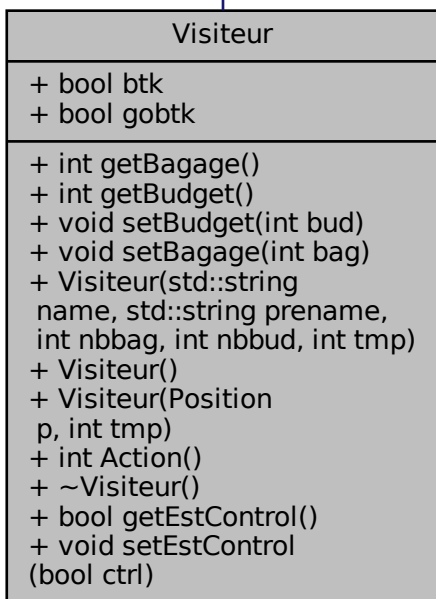 Visiteur
+ bool btk
+ bool gobtk
+ int getBagage()
+ int getBudget()
+ void setBudget(int bud)
+ void setBagage(int bag)
+ Visiteur(std::string
name, std::string prename,
int nbbag, int nbbud, int tmp)
+ Visiteur()
+ Visiteur(Position
p, int tmp)
+ int Action()
+ ~Visiteur()
+ bool getEstControl()
+ void setEstControl
(bool ctrl)